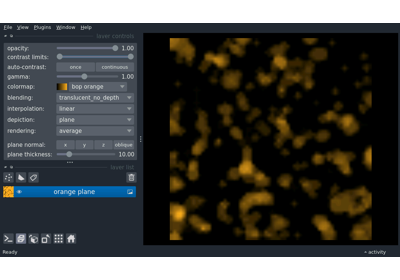 File View Plugins Window Help
layer controls
opacity: 1.00
contrast limits:
auto-contrast: once continuous
gamma: 1.00
colormap: bop orange
blending: translucent_no_depth
interpolation: linear
depiction: plane
rendering: average
plane normal: x y z oblique
plane thickness: 10.00
layer list
orange plane
Ready activity